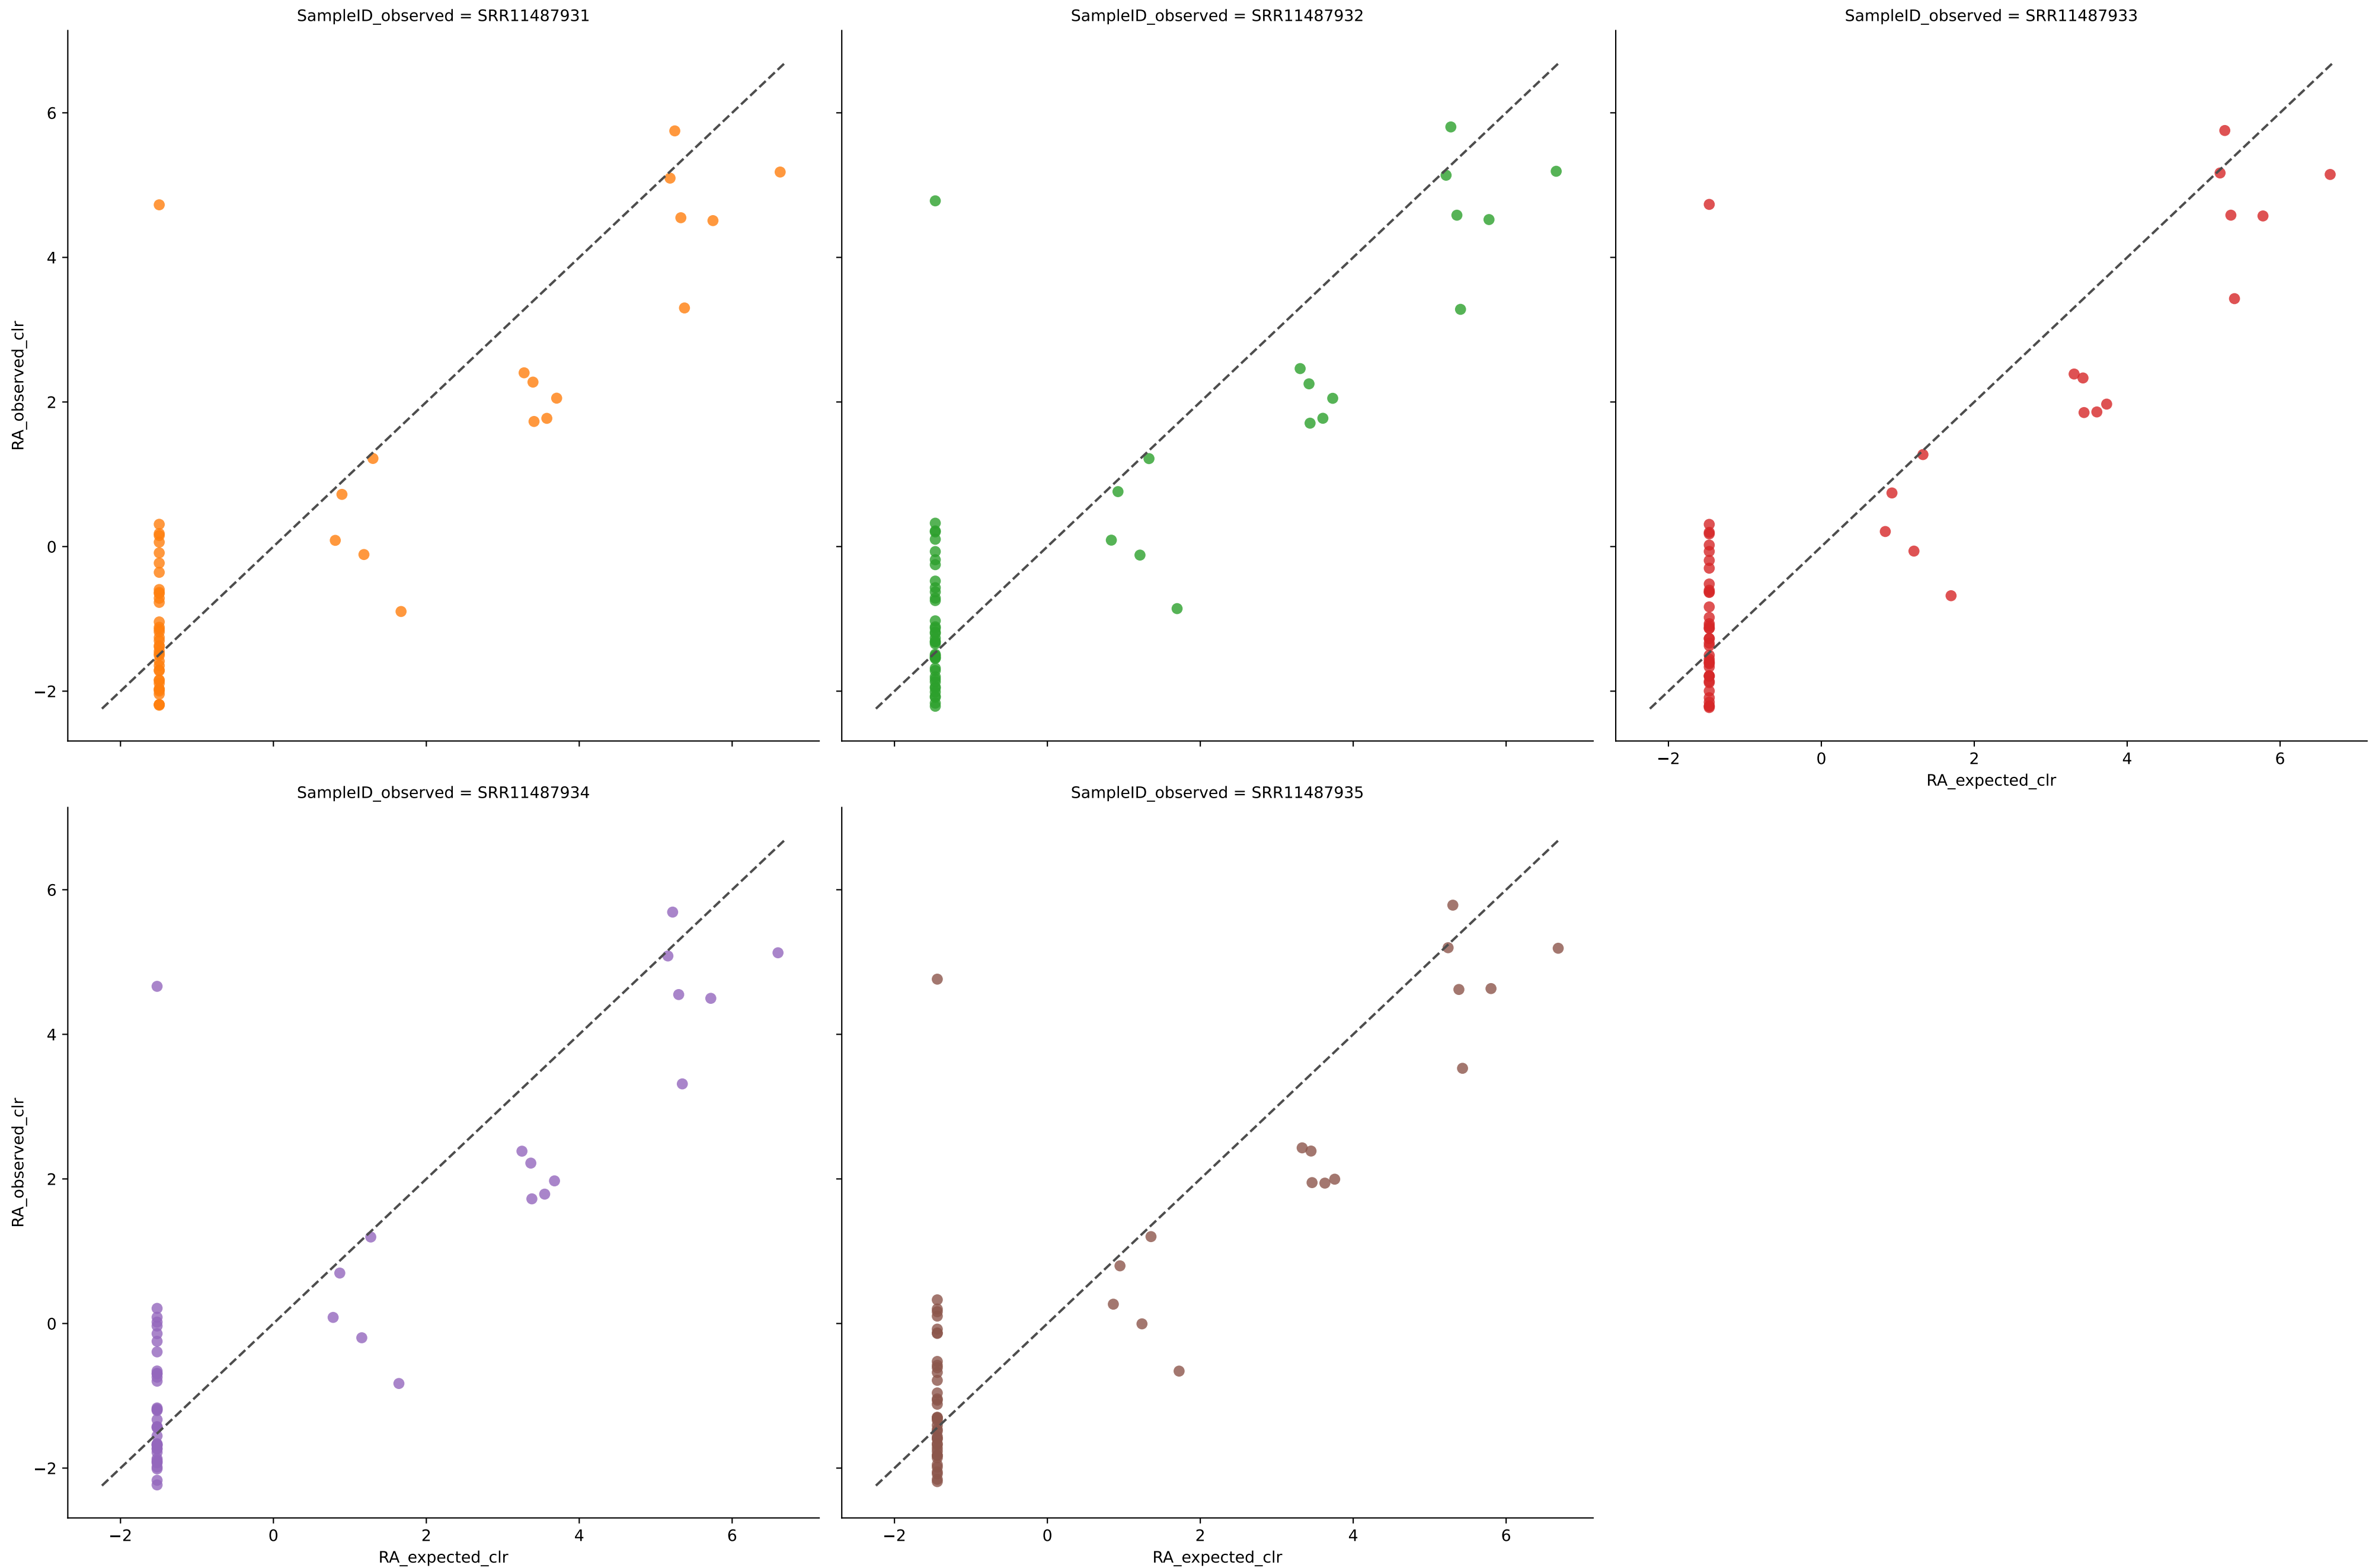 SampleID_observed = SRR11487931
SampleID_observed = SRR11487932
SampleID_observed = SRR11487933
RA_observed_clr
6
4
2
0
−2
−2
0
2
4
6
RA_expected_clr
SampleID_observed = SRR11487934
SampleID_observed = SRR11487935
RA_observed_clr
6
4
2
0
−2
−2
0
2
4
6
RA_expected_clr
−2
0
2
4
6
RA_expected_clr